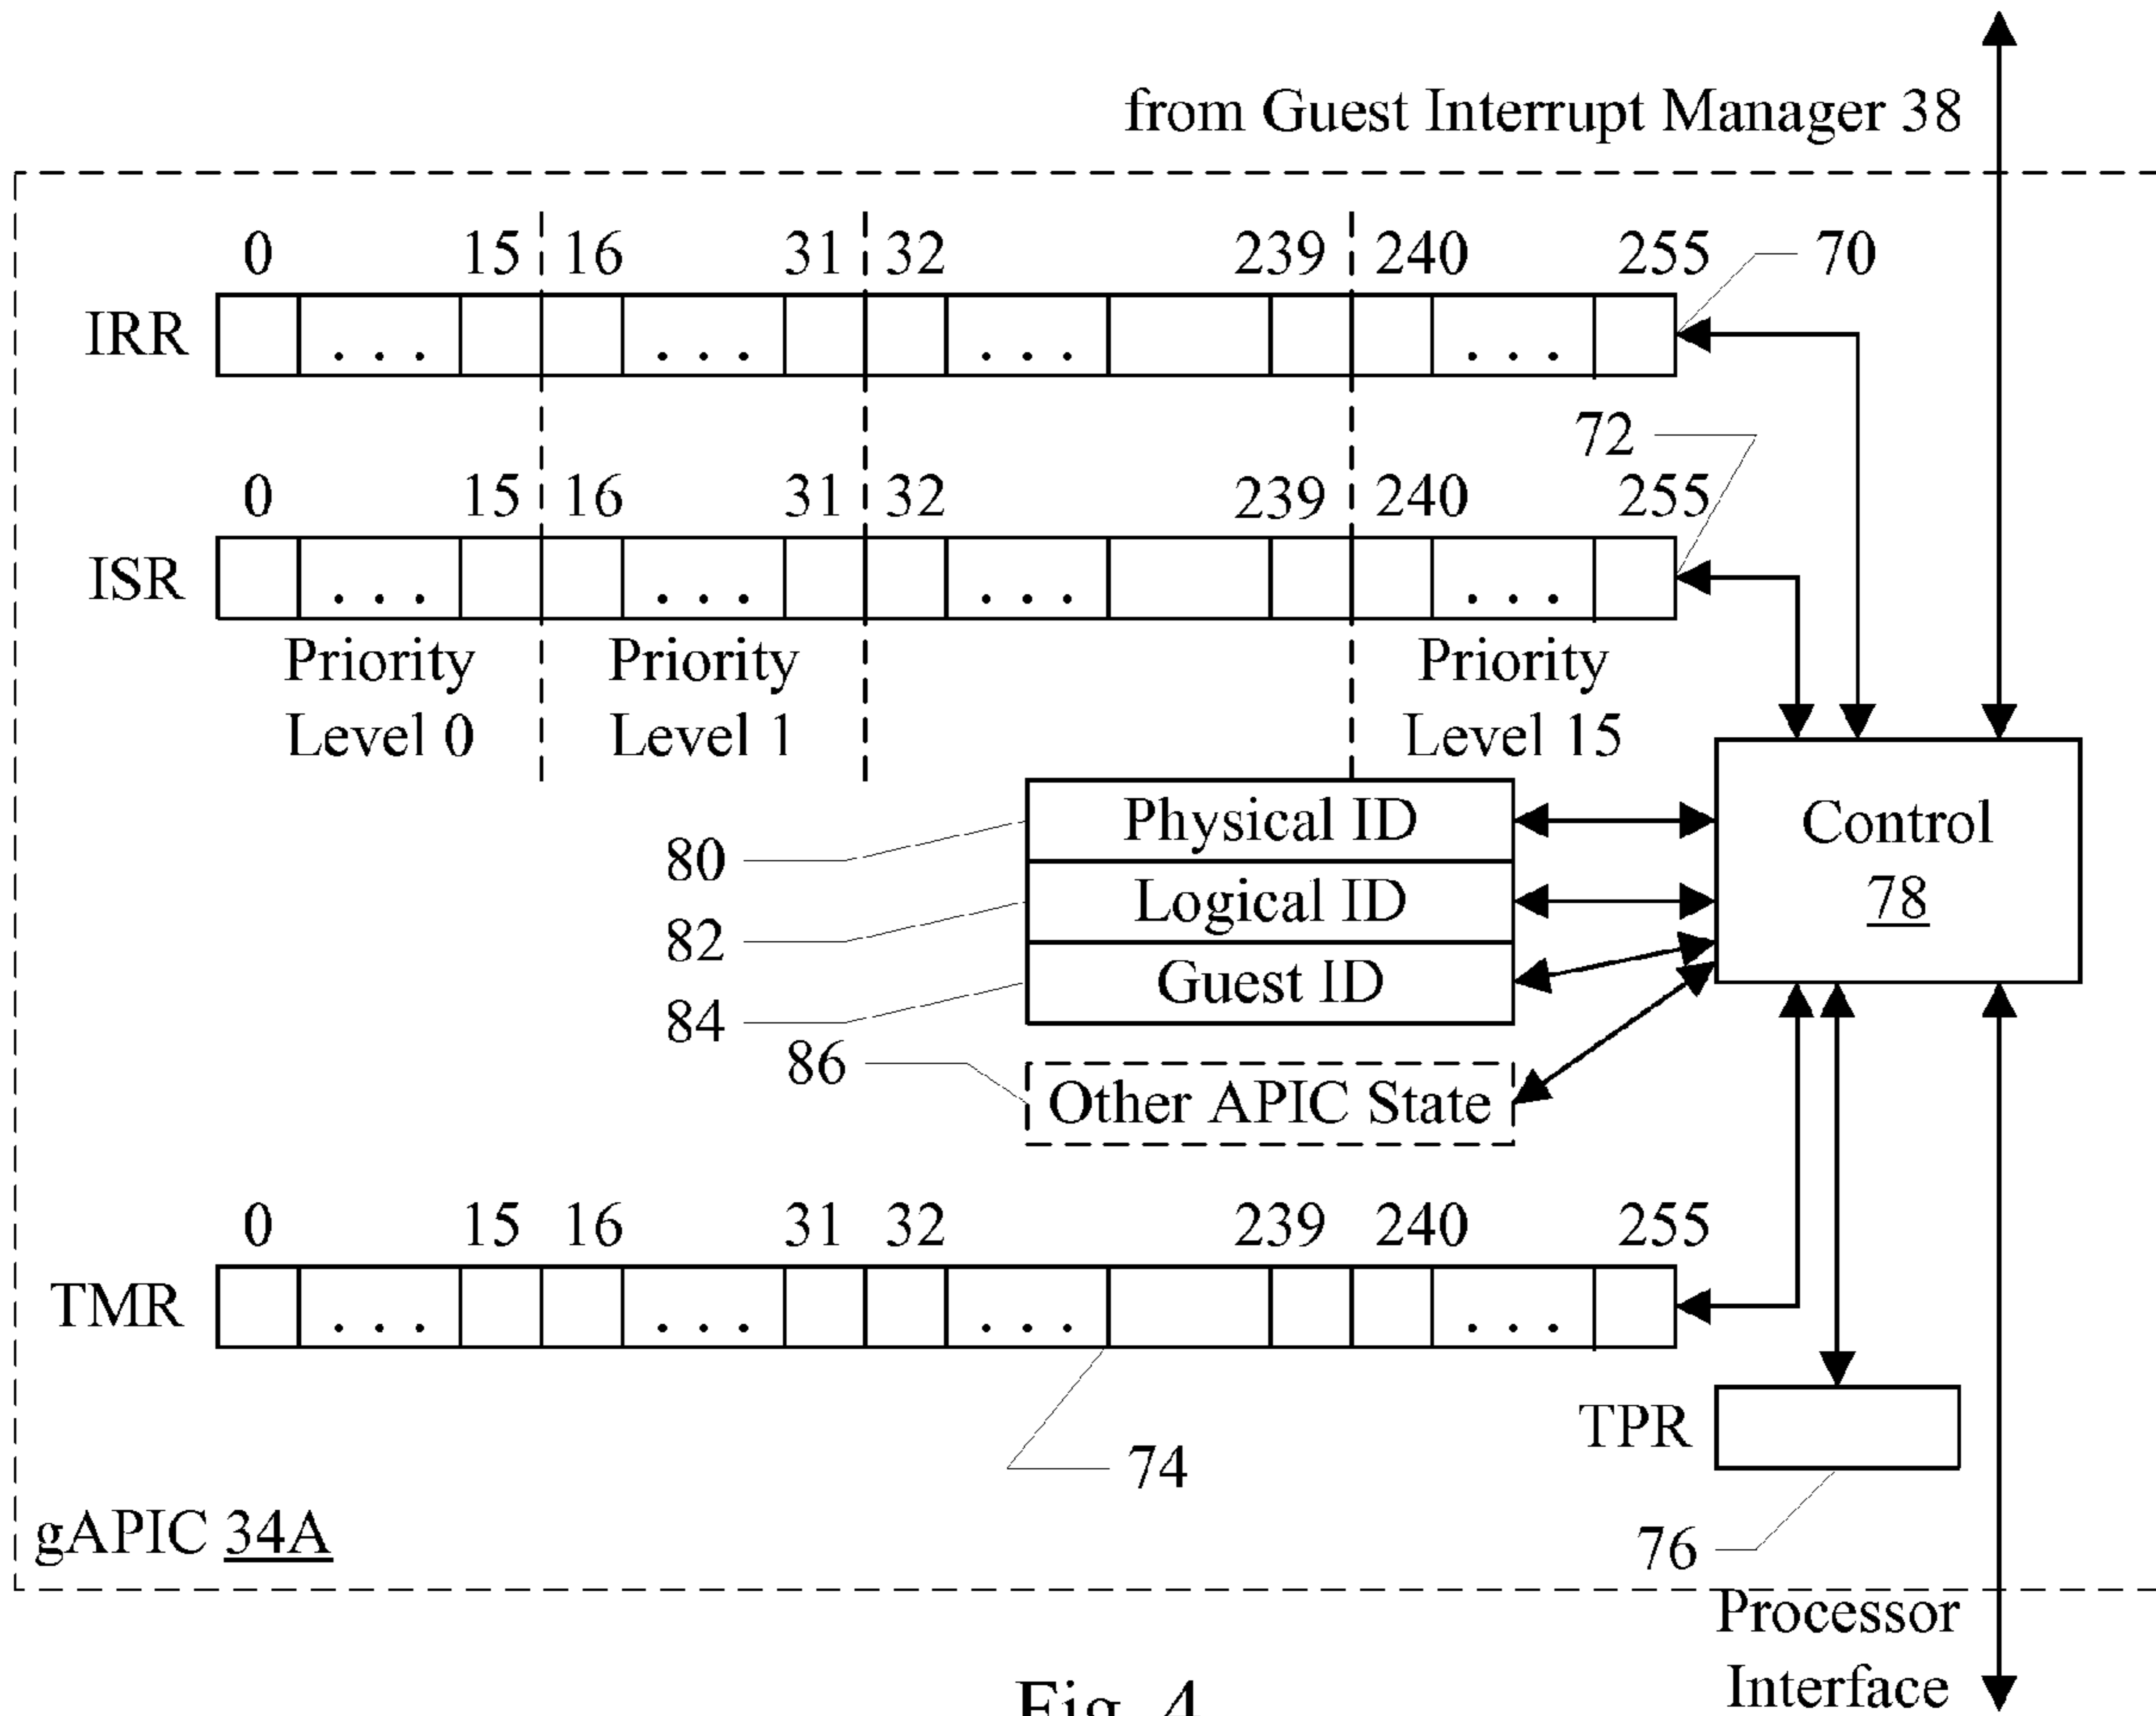 from Guest Interrupt Manager 38
0 15 16 31 32 239 240 255 70
IRR . . . . . . . . . . . .
72
0 15 16 31 32 239 240 255
ISR . . . . . . . . . . . .
Priority Priority Priority
Level 0 Level 1 Level 15
Physical ID
80
Logical ID
82
Guest ID
84
Control
78
86
Other APIC State
0 15 16 31 32 239 240 255
TMR . . . . . . . . . . . .
TPR
74
gAPIC 34A
76
Processor
Interface
Fig. 4